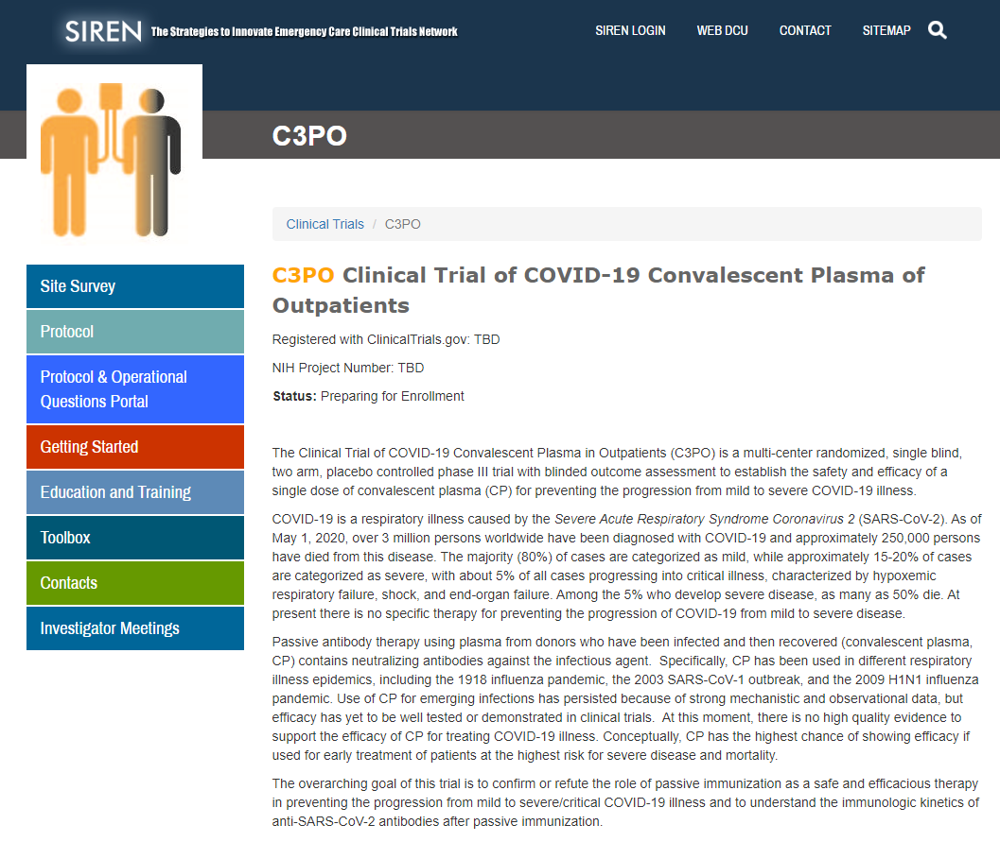 SIREN The Strategies to Innovate Emergency Care Clinical Trials Network
SIREN LOGIN WEB DCU CONTACT SITEMAP
C3PO
Clinical Trials / C3PO
Site Survey
Protocol
Protocol & Operational
Questions Portal
Getting Started
Education and Training
Toolbox
Contacts
Investigator Meetings
C3PO Clinical Trial of COVID-19 Convalescent Plasma of
Outpatients
Registered with ClinicalTrials.gov: TBD
NIH Project Number: TBD
Status: Preparing for Enrollment
The Clinical Trial of COVID-19 Convalescent Plasma in Outpatients (C3PO) is a multi-center randomized, single blind,
two arm, placebo controlled phase III trial with blinded outcome assessment to establish the safety and efficacy of a
single dose of convalescent plasma (CP) for preventing the progression from mild to severe COVID-19 illness.
COVID-19 is a respiratory illness caused by the Severe Acute Respiratory Syndrome Coronavirus 2 (SARS-CoV-2). As of
May 1, 2020, over 3 million persons worldwide have been diagnosed with COVID-19 and approximately 250,000 persons
have died from this disease. The majority (80%) of cases are categorized as mild, while approximately 15-20% of cases
are categorized as severe, with about 5% of all cases progressing into critical illness, characterized by hypoxemic
respiratory failure, shock, and end-organ failure. Among the 5% who develop severe disease, as many as 50% die. At
present there is no specific therapy for preventing the progression of COVID-19 from mild to severe disease.
Passive antibody therapy using plasma from donors who have been infected and then recovered (convalescent plasma,
CP) contains neutralizing antibodies against the infectious agent. Specifically, CP has been used in different respiratory
illness epidemics, including the 1918 influenza pandemic, the 2003 SARS-CoV-1 outbreak, and the 2009 H1N1 influenza
pandemic. Use of CP for emerging infections has persisted because of strong mechanistic and observational data, but
efficacy has yet to be well tested or demonstrated in clinical trials. At this moment, there is no high quality evidence to
support the efficacy of CP for treating COVID-19 illness. Conceptually, CP has the highest chance of showing efficacy if
used for early treatment of patients at the highest risk for severe disease and mortality.
The overarching goal of this trial is to confirm or refute the role of passive immunization as a safe and efficacious therapy
in preventing the progression from mild to severe/critical COVID-19 illness and to understand the immunologic kinetics of
anti-SARS-CoV-2 antibodies after passive immunization.